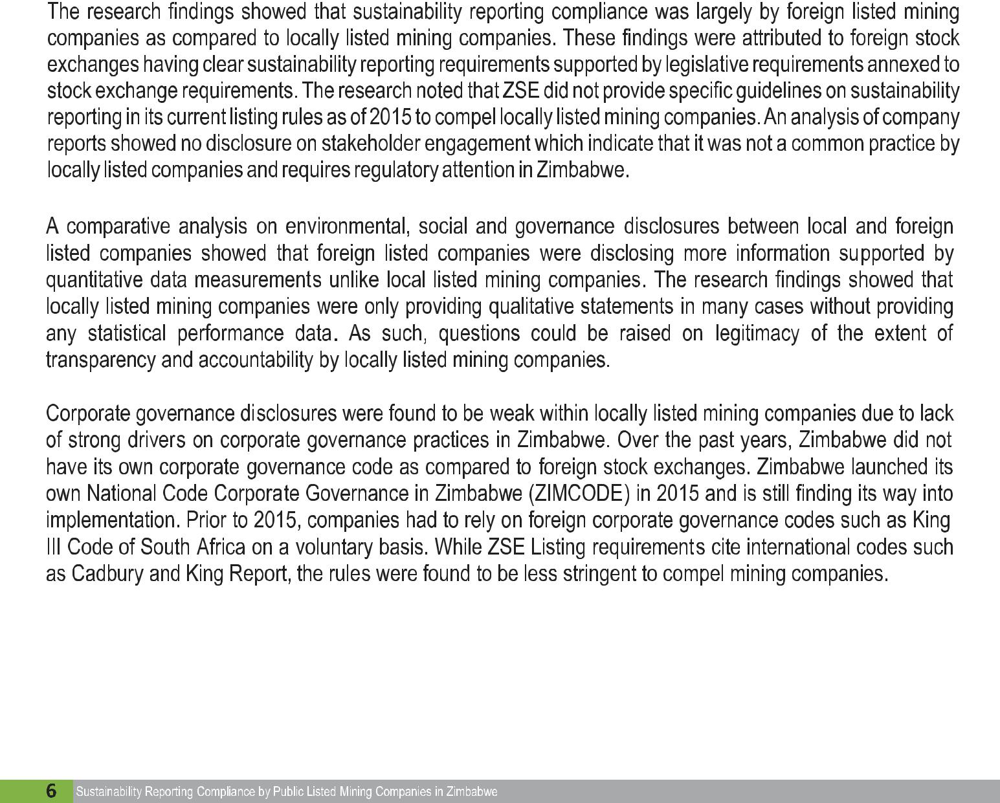 The research findings showed that sustainability reporting compliance was largely by foreign listed mining
companies as compared to locally listed mining companies. These findings were attributed to foreign stock
exchanges having clear sustainability reporting requirements supported by legislative requirements annexed to
stock exchange requirements. The research noted that ZSE did not provide specific guidelines on sustainability
reporting in its current listing rules as of 2015 to compel locally listed mining companies. An analysis of company
reports showed no disclosure on stakeholder engagement which indicate that it was not a common practice by
locally listed companies and requires regulatory attention in Zimbabwe.
A comparative analysis on environmental, social and governance disclosures between local and foreign
listed companies showed that foreign listed companies were disclosing more information supported by
quantitative data measurements unlike local listed mining companies. The research findings showed that
locally listed mining companies were only providing qualitative statements in many cases without providing
any statistical performance data. As such, questions could be raised on legitimacy of the extent of
transparency and accountability by locally listed mining companies.
Corporate governance disclosures were found to be weak within locally listed mining companies due to lack
of strong drivers on corporate governance practices in Zimbabwe. Over the past years, Zimbabwe did not
have its own corporate governance code as compared to foreign stock exchanges. Zimbabwe launched its
own National Code Corporate Governance in Zimbabwe (ZIMCODE) in 2015 and is still finding its way into
implementation. Prior to 2015, companies had to rely on foreign corporate governance codes such as King
III Code of South Africa on a voluntary basis. While ZSE Listing requirements cite international codes such
as Cadbury and King Report, the rules were found to be less stringent to compel mining companies.
6 Sustainability Reporting Compliance by Public Listed Mining Companies in Zimbabwe